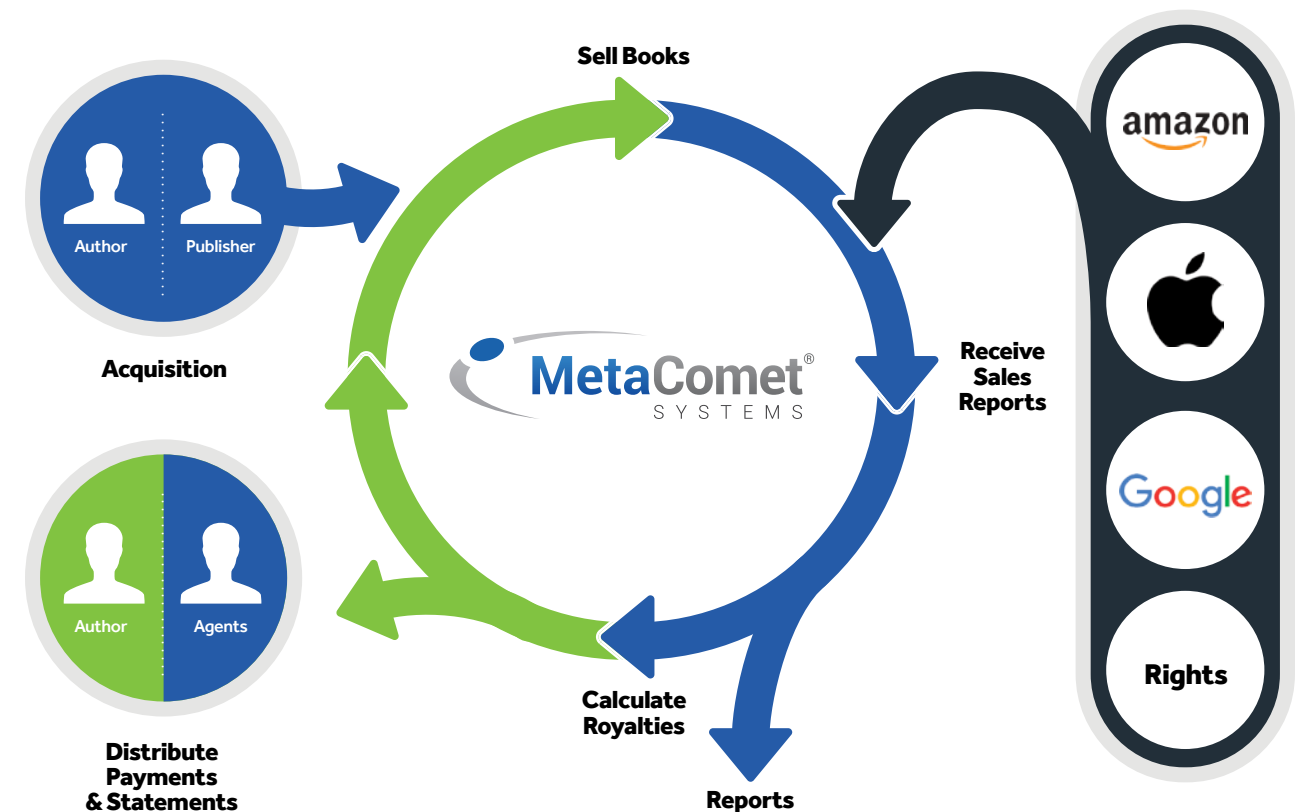 Sell Books
amazon
Author
Publisher
Acquisition
MetaComet®
SYSTEMS
Receive
Sales
Reports
Google
Author
Agents
Rights
Calculate
Royalties
Distribute
Payments
& Statements
Reports